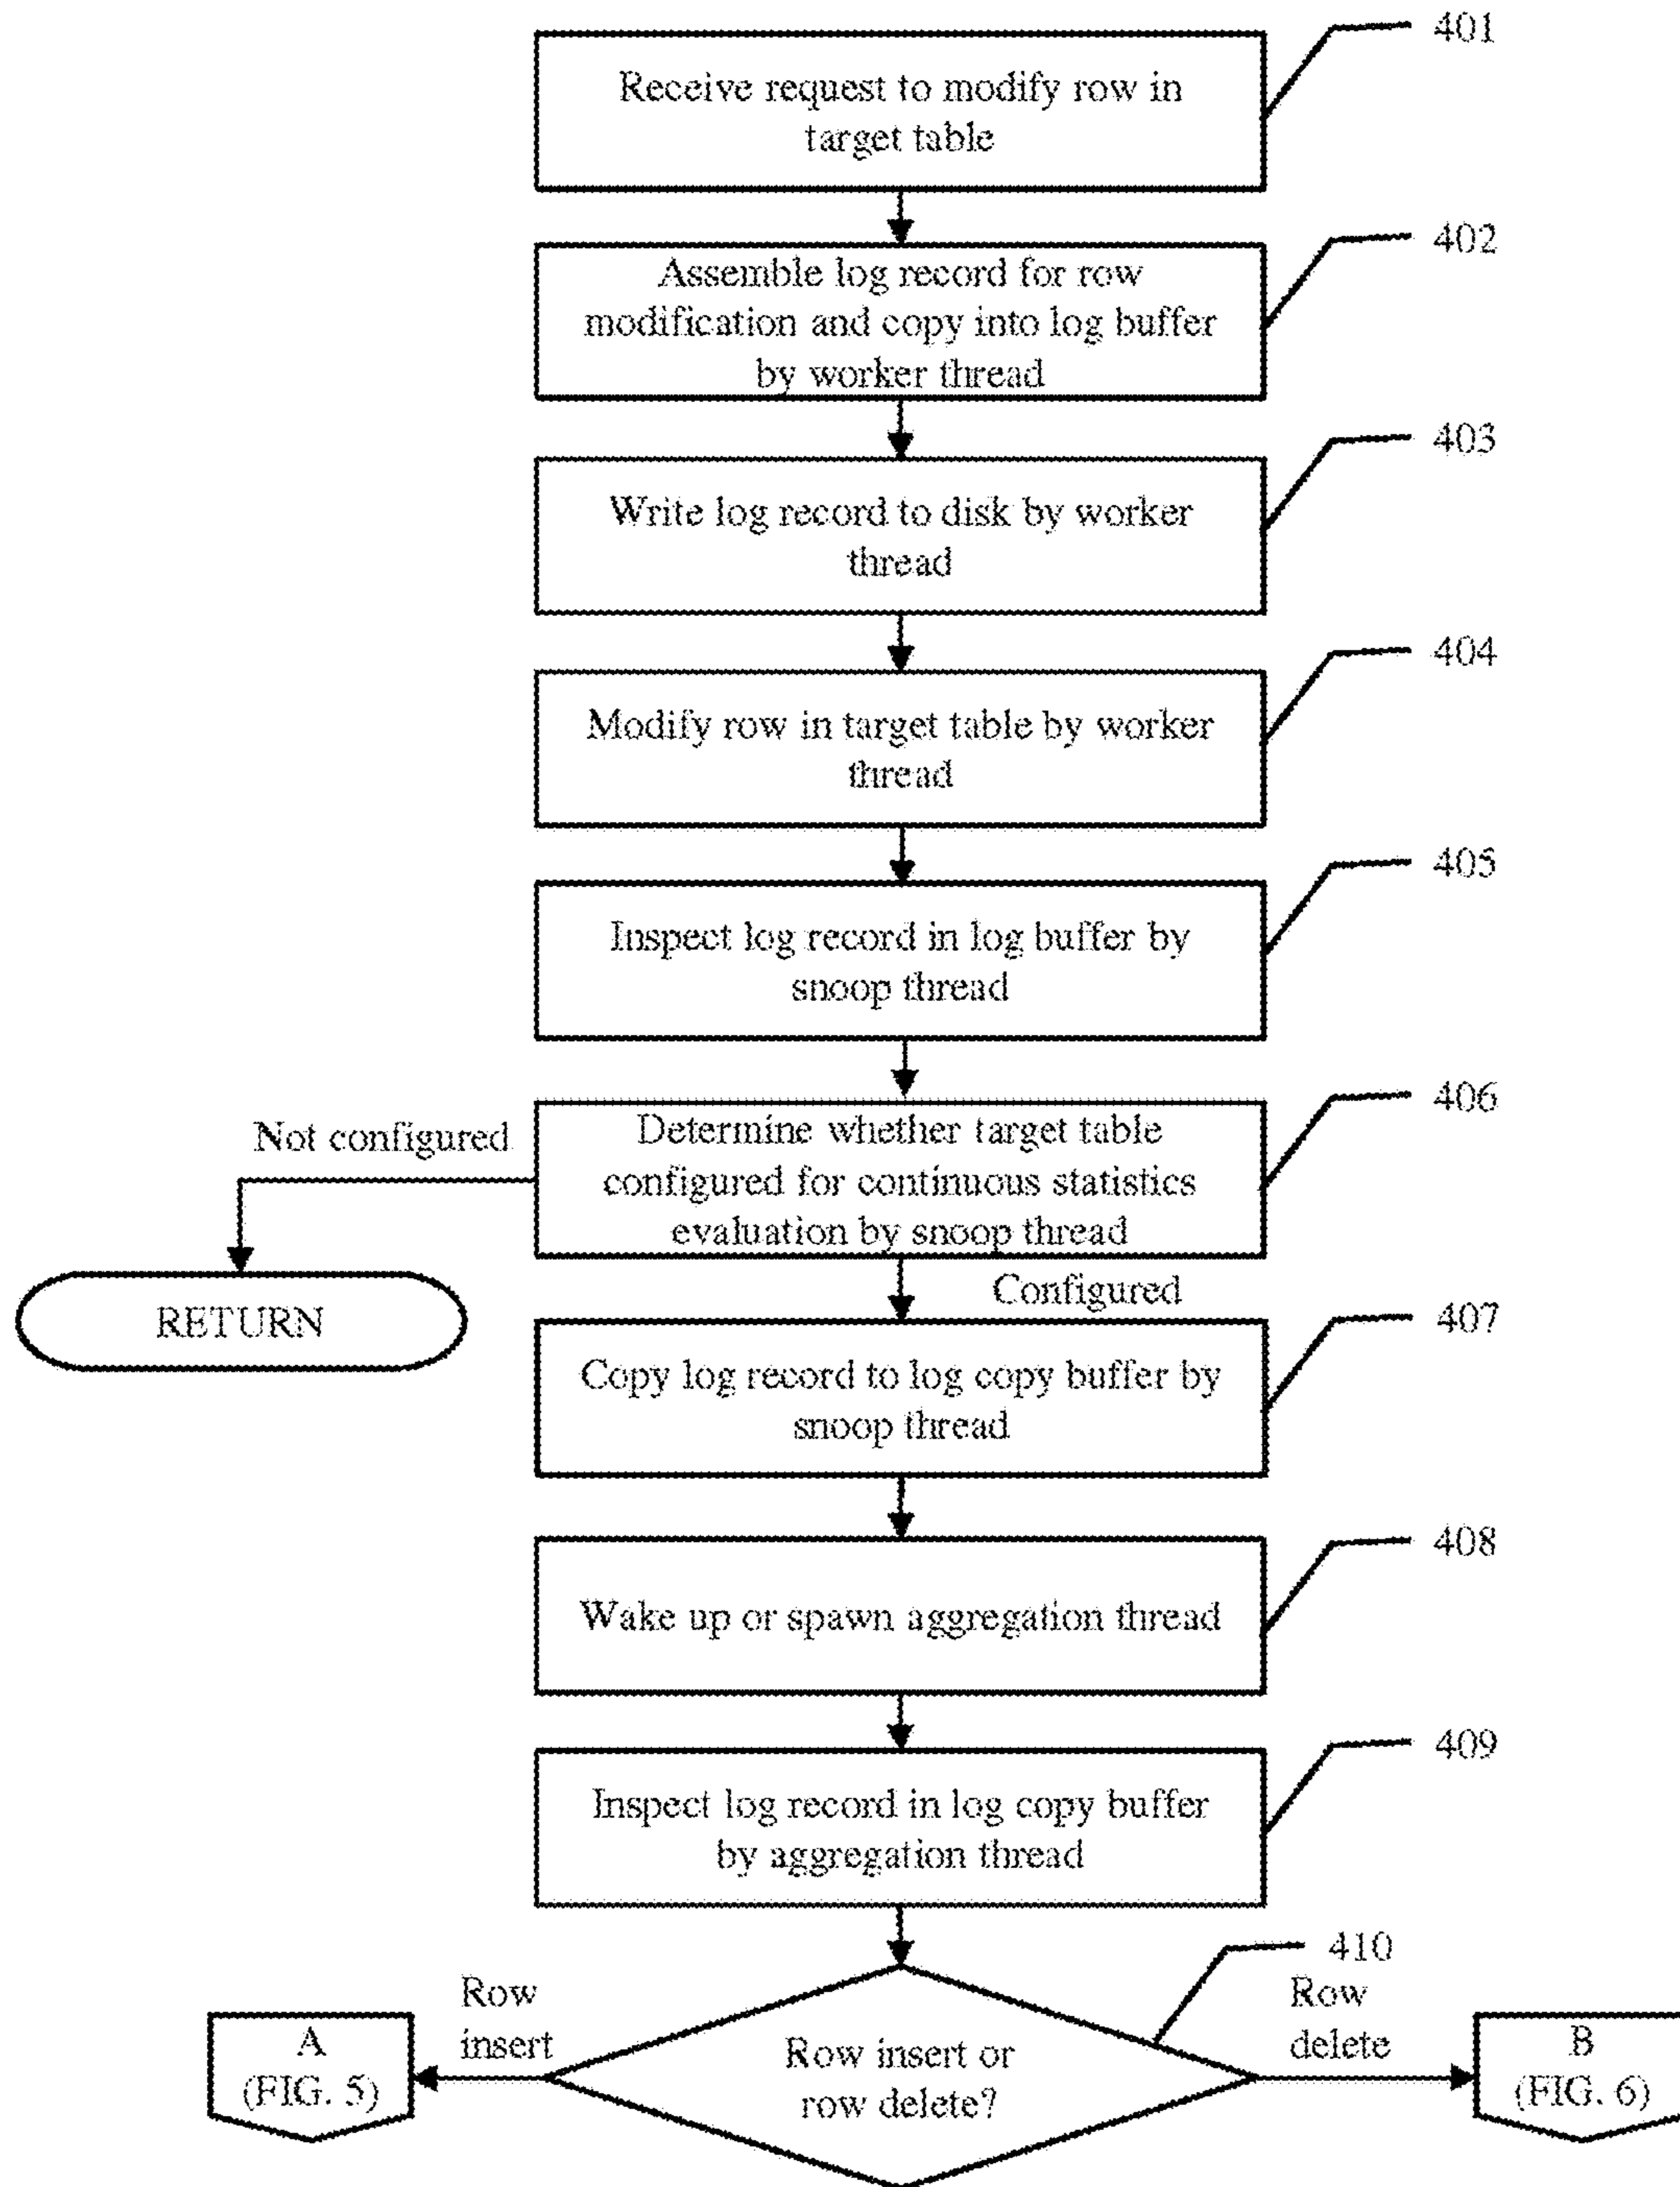 401
Receive request to modify row in
target table
402
Assemble log record for row
modification and copy into log buffer
by worker thread
403
Write log record to disk by worker
thread
404
Modify row in target table by worker
thread
405
Inspect log record in log buffer by
snoop thread
406
Not configured
Determine whether target table
configured for continuous statistics
evaluation by snoop thread
RETURN
Configured
407
Copy log record to log copy buffer by
snoop thread
408
Wake up or spawn aggregation thread
409
Inspect log record in log copy buffer
by aggregation thread
410
Row
insert
A
(FIG. 5)
Row insert or
row delete?
Row
delete
B
(FIG. 6)